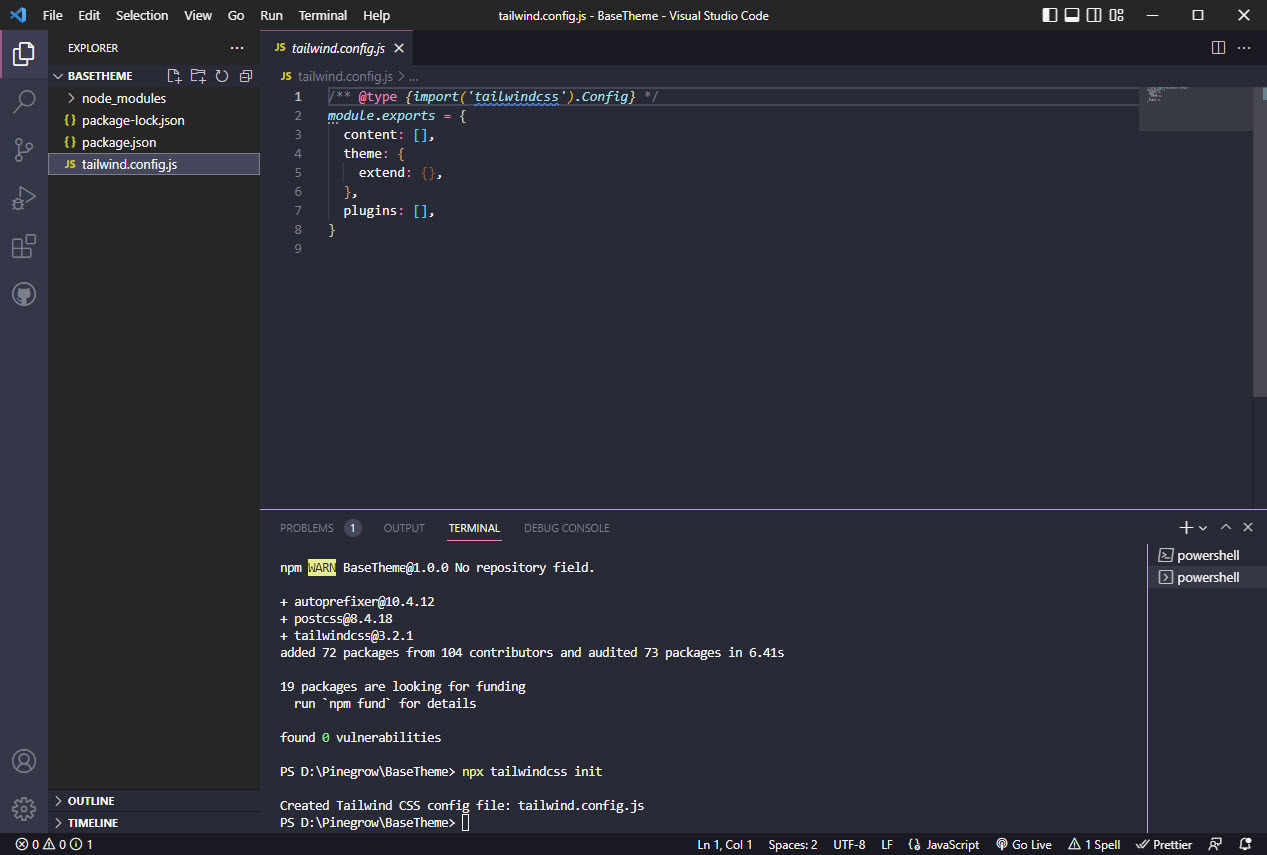 File Edit Selection View Go Run Terminal Help
tailwind.config.js - BaseTheme - Visual Studio Code
EXPLORER
BASETHEME
node_modules
{} package-lock.json
{} package.json
JS tailwind.config.js
OUTLINE
TIMELINE
JS tailwind.config.js
JS tailwind.config.js > ...
1 /** @type {import('tailwindcss').Config} */
2 module.exports = {
3 content: [],
4 theme: {
5 extend: {},
6 },
7 plugins: [],
8 }
9
PROBLEMS 1 OUTPUT TERMINAL DEBUG CONSOLE
npm WARN BaseTheme@1.0.0 No repository field.
+ autoprefixer@10.4.12
+ postcss@8.4.18
+ tailwindcss@3.2.1
added 72 packages from 104 contributors and audited 73 packages in 6.41s
19 packages are looking for funding
run `npm fund` for details
found 0 vulnerabilities
PS D:\Pinegrow\BaseTheme> npx tailwindcss init
Created Tailwind CSS config file: tailwind.config.js
PS D:\Pinegrow\BaseTheme>
powershell
powershell
0 0 1 Ln 1, Col 1 Spaces: 2 UTF-8 LF JavaScript Go Live 1 Spell Prettier